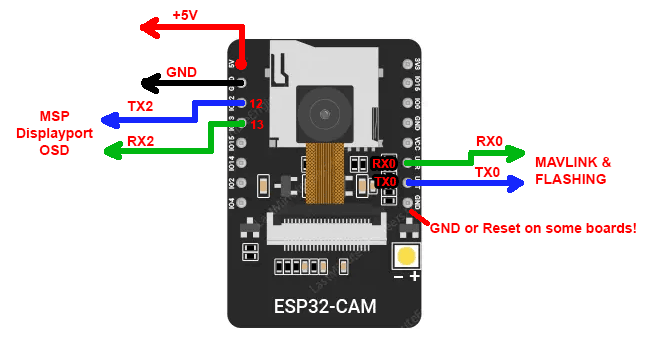 +5V
GND
MSP
Displayport
OSD
TX2
RX2
12
13
5V
IO15
IO14
IO2
IO4
3V3
IO16
IO0
GND
VCC
GND
RX0
TX0
RX0
TX0
MAVLINK &
FLASHING
GND or Reset on some boards!
− +
ESP32-CAM